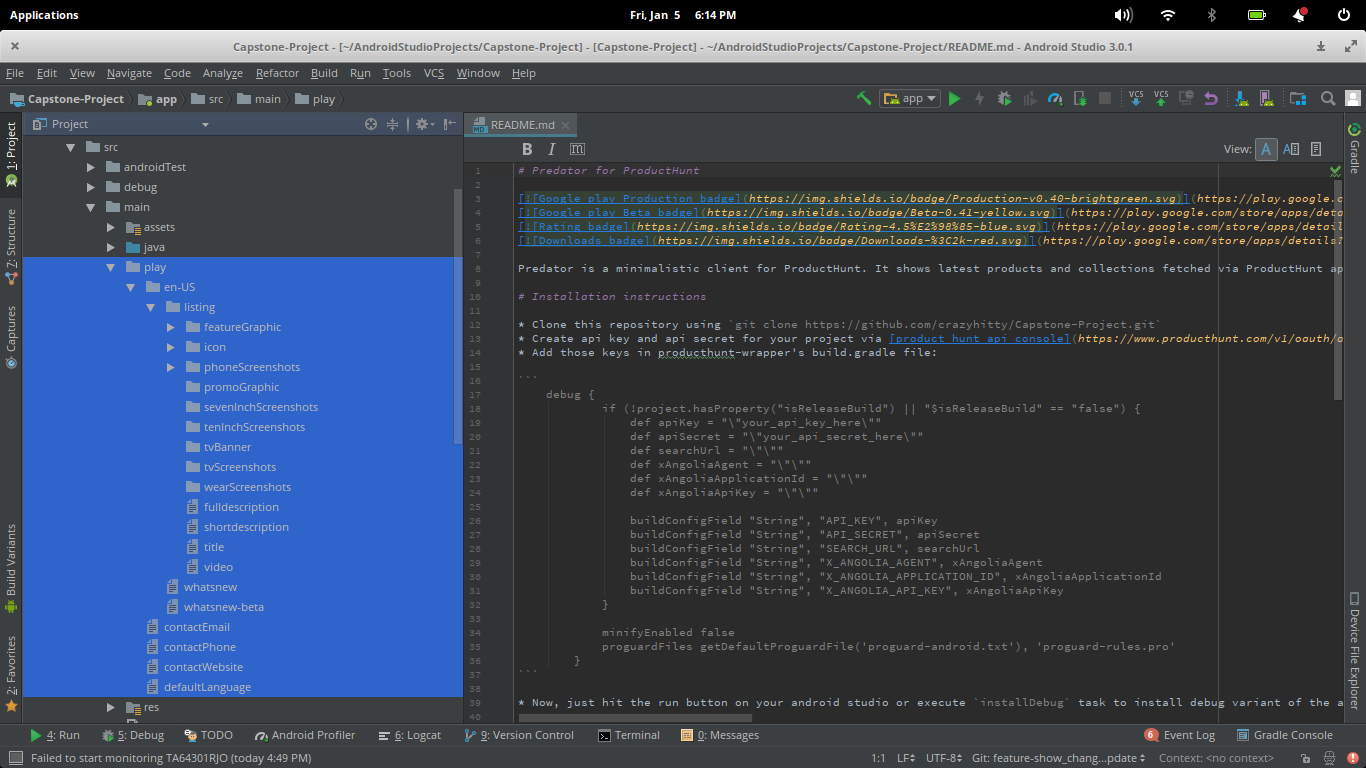 Applications
Fri, Jan 5 6:14 PM
Capstone-Project - [~/AndroidStudioProjects/Capstone-Project] - [Capstone-Project] - ~/AndroidStudioProjects/Capstone-Project/README.md - Android Studio 3.0.1
File Edit View Navigate Code Analyze Refactor Build Run Tools VCS Window Help
Capstone-Project app src main play
app
VCS VCS
1: Project
Z: Structure
Captures
Build Variants
2: Favorites
Project
src
androidTest
debug
main
assets
java
play
en-US
listing
featureGraphic
icon
phoneScreenshots
promoGraphic
sevenInchScreenshots
tenInchScreenshots
tvBanner
tvScreenshots
wearScreenshots
fulldescription
shortdescription
title
video
whatsnew
whatsnew-beta
contactEmail
contactPhone
contactWebsite
defaultLanguage
res
README.md
B I m
View: A A
1 # Predator for ProductHunt
2
3 [![Google play Production badge](https://img.shields.io/badge/Production-v0.40-brightgreen.svg)](https://play.google.c
4 [![Google play Beta badge](https://img.shields.io/badge/Beta-0.41-yellow.svg)](https://play.google.com/store/apps/deta
5 [![Rating badge](https://img.shields.io/badge/Rating-4.5%E2%98%85-blue.svg)](https://play.google.com/store/apps/detail
6 [![Downloads badge](https://img.shields.io/badge/Downloads-%3C2k-red.svg)](https://play.google.com/store/apps/details?
7
8 Predator is a minimalistic client for ProductHunt. It shows latest products and collections fetched via ProductHunt ap
9
10 # Installation instructions
11
12 * Clone this repository using `git clone https://github.com/crazyhitty/Capstone-Project.git`
13 * Create api key and api secret for your project via [product hunt api console](https://www.producthunt.com/v1/oauth/a
14 * Add those keys in producthunt-wrapper's build.gradle file:
15
16 ```
17 debug {
18 if (!project.hasProperty("isReleaseBuild") || "$isReleaseBuild" == "false") {
19 def apiKey = "\"your_api_key_here\""
20 def apiSecret = "\"your_api_secret_here\""
21 def searchUrl = "\"\""
22 def xAngoliaAgent = "\"\""
23 def xAngoliaApplicationId = "\"\""
24 def xAngoliaApiKey = "\"\""
25
26 buildConfigField "String", "API_KEY", apiKey
27 buildConfigField "String", "API_SECRET", apiSecret
28 buildConfigField "String", "SEARCH_URL", searchUrl
29 buildConfigField "String", "X_ANGOLIA_AGENT", xAngoliaAgent
30 buildConfigField "String", "X_ANGOLIA_APPLICATION_ID", xAngoliaApplicationId
31 buildConfigField "String", "X_ANGOLIA_API_KEY", xAngoliaApiKey
32 }
33
34 minifyEnabled false
35 proguardFiles getDefaultProguardFile('proguard-android.txt'), 'proguard-rules.pro'
36 }
37 ```
38
39 * Now, just hit the run button on your android studio or execute `installDebug` task to install debug variant of the a
40
Gradle
Device File Explorer
4: Run 5: Debug TODO Android Profiler 6: Logcat 9: Version Control Terminal 0: Messages 6 Event Log Gradle Console
Failed to start monitoring TA64301RJO (today 4:49 PM) 1:1 LF UTF-8 Git: feature-show_chang...pdate Context: <no context>